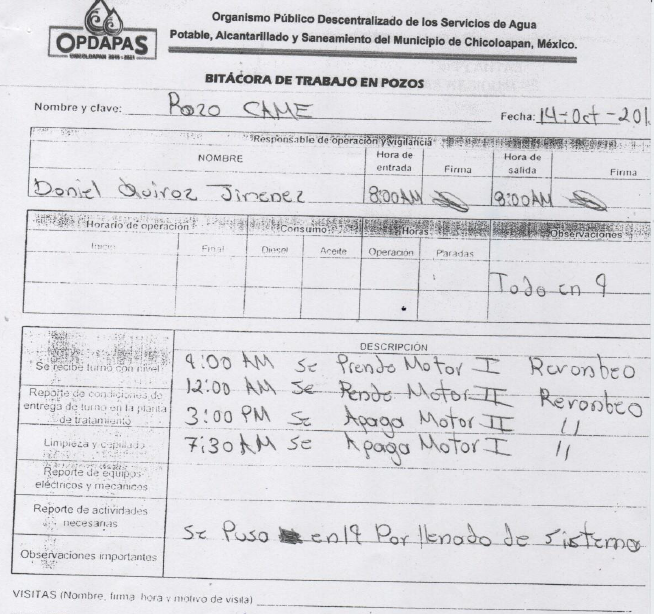 OPDAPAS
CHICOLOAPAN 2019 - 2021
Organismo Público Descentralizado de los Servicios de Agua
Potable, Alcantarillado y Saneamiento del Municipio de Chicoloapan, México.
BITÁCORA DE TRABAJO EN POZOS
Nombre y clave: Pozo CAME Fecha: 14-Oct-201
Responsable de operación y vigilancia
NOMBRE Hora de entrada Firma Hora de salida Firma
Daniel Quiroz Jimenez 8:00AM 9:00AM
Horario de operación Consumo Horas Observaciones
Inicio Final Diesel Aceite Operación Paradas
Todo en 9
DESCRIPCIÓN
Se recibe turno con nivel 9:00 AM Se Prende Motor I Revonbeo
Reporte de condiciones de entrega de turno en la planta de tratamiento 12:00 AM Se Pende Motor II Revonbeo
3:00 PM Se Apaga Motor II 11
Limpieza y 7:30 AM Se Apaga Motor I 11
Reporte de equipos eléctricos y mecánicos
Reporte de actividades necesarias
Se Puso en 19 Por llenado de sistema
Observaciones importantes
VISITAS (Nombre, firma, hora y motivo de visita)